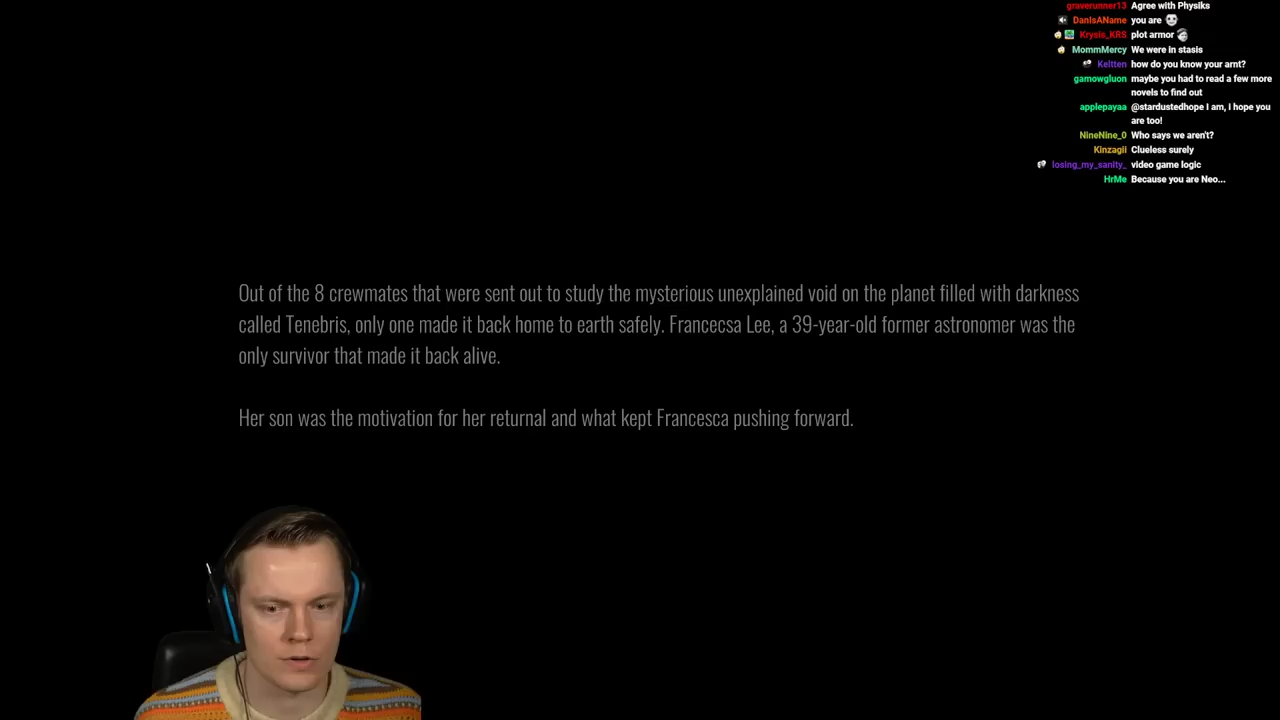 graverunner13 Agree with Physiks
DanIsAName you are
Krysis_KRS plot armor
MommMercy We were in stasis
Keltten how do you know your arnt?
gamowgluon maybe you had to read a few more
novels to find out
applepayaa @stardustedhope I am, i hope you
are too!
NineNine_0 Who says we aren't?
Kinzagii Clueless surely
losing_my_sanity_ video game logic
HrMe Because you are Neo...
Out of the 8 crewmates that were sent out to study the mysterious unexplained void on the planet filled with darkness
called Tenebris, only one made it back home to earth safely. Francecsa Lee, a 39-year-old former astronomer was the
only survivor that made it back alive.
Her son was the motivation for her returnal and what kept Francesca pushing forward.